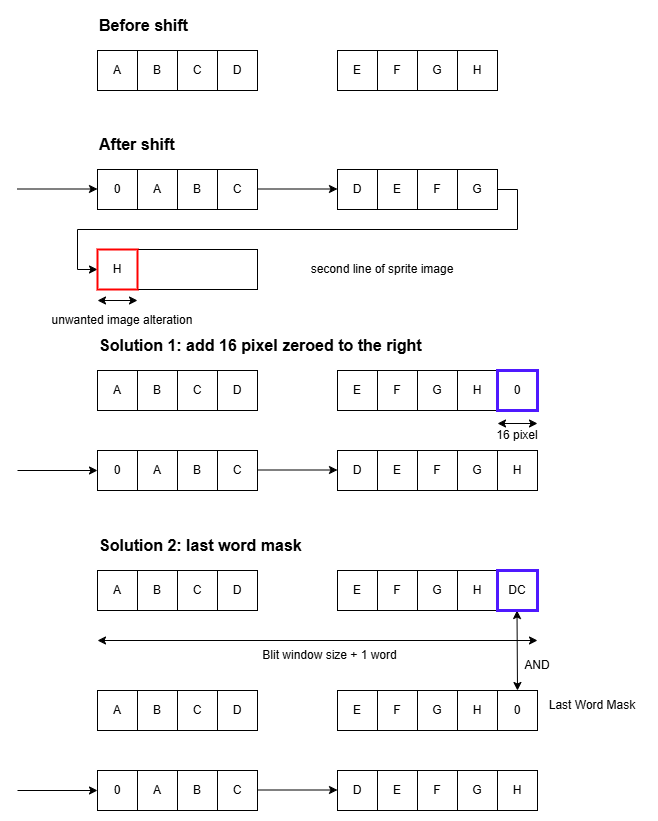 Before shift
A B C D E F G H
After shift
0 A B C D E F G
H second line of sprite image
unwanted image alteration
Solution 1: add 16 pixel zeroed to the right
A B C D E F G H 0
16 pixel
0 A B C D E F G H
Solution 2: last word mask
A B C D E F G H DC
Blit window size + 1 word
AND
A B C D E F G H 0 Last Word Mask
0 A B C D E F G H